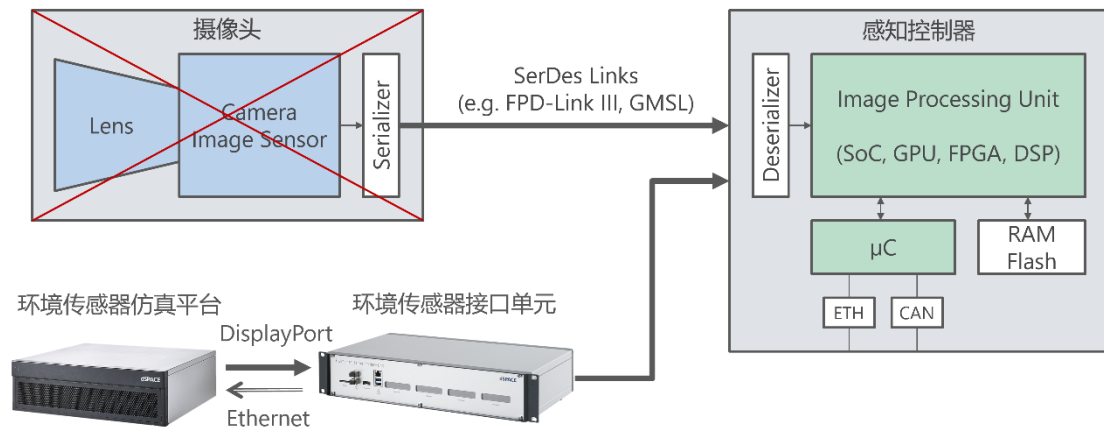 摄像头
Lens
Camera
Image Sensor
Serializer
SerDes Links
(e.g. FPD-Link III, GMSL)
感知控制器
Deserializer
Image Processing Unit
(SoC, GPU, FPGA, DSP)
µC
RAM
Flash
ETH
CAN
环境传感器仿真平台
环境传感器接口单元
DisplayPort
Ethernet
dSPACE
dSPACE